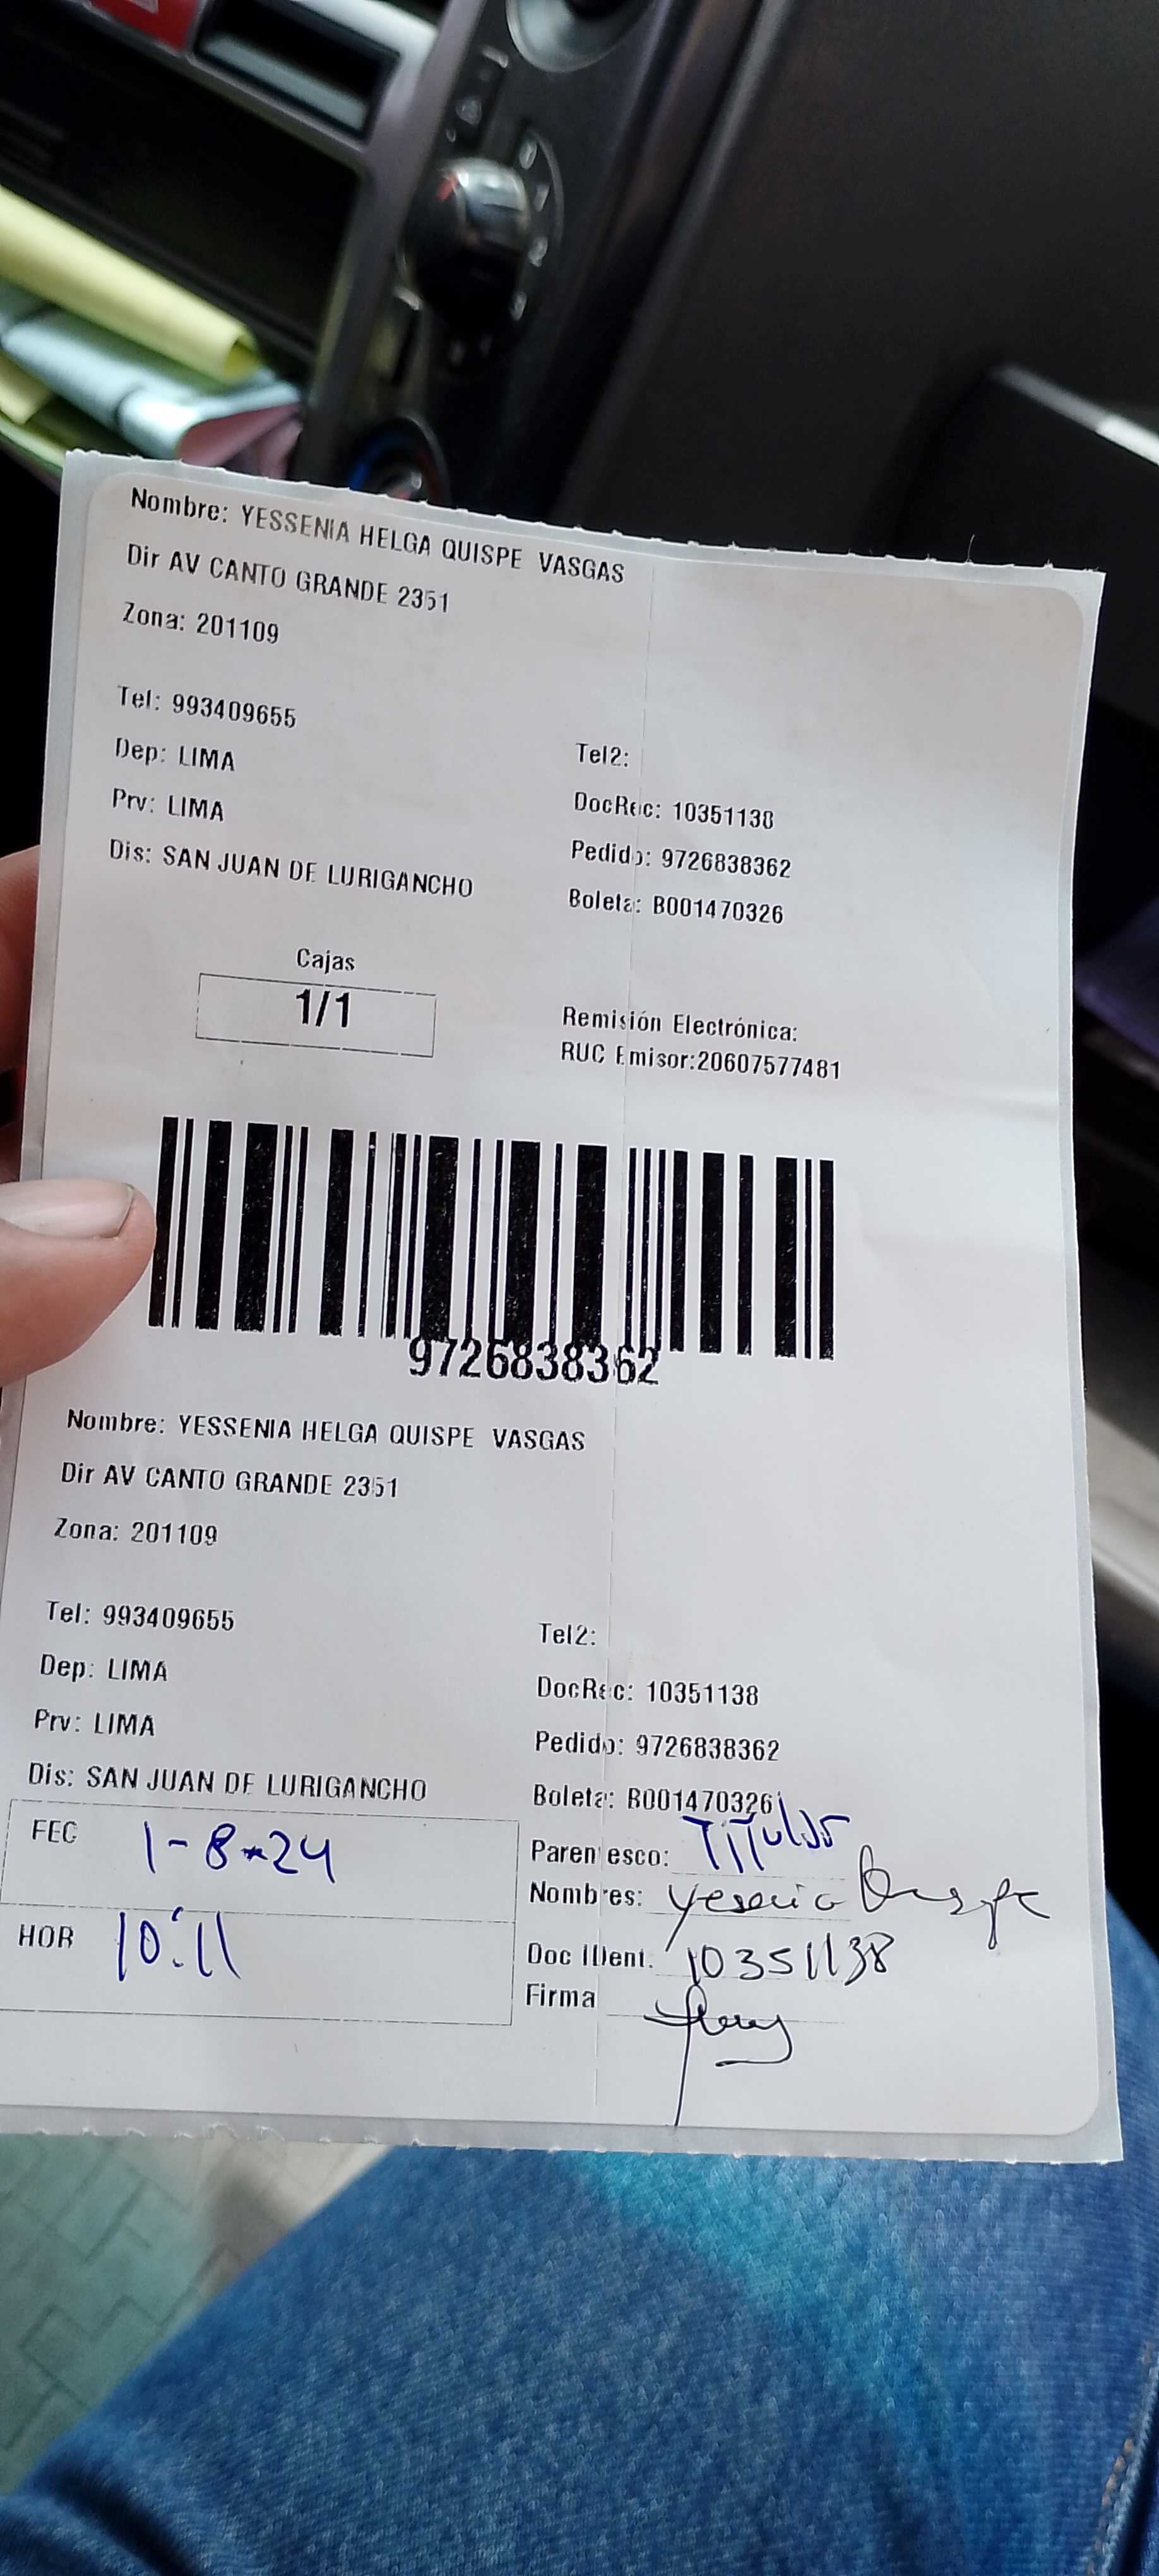 Nombre: YESSENIA HELGA QUISPE VASGAS
Dir AV CANTO GRANDE 2351
Zona: 201109
Tel: 993409655
Tel2:
Dep: LIMA
DocRec: 10351138
Prv: LIMA
Pedido: 9726838362
Dis: SAN JUAN DE LURIGANCHO
Boleta: B001470326
Cajas
1/1
Remisión Electrónica:
RUC Emisor:20607577481
9726838362
Nombre: YESSENIA HELGA QUISPE VASGAS
Dir AV CANTO GRANDE 2351
Zona: 201109
Tel: 993409655
Tel2:
Dep: LIMA
DocRec: 10351138
Prv: LIMA
Pedido: 9726838362
Dis: SAN JUAN DE LURIGANCHO
Boleta: B001470326
FEC 1-8-24
Parentesco: TITULAR
Nombres: Yesenia Quispe
HOR 10:11
Doc IDent. 10351138
Firma